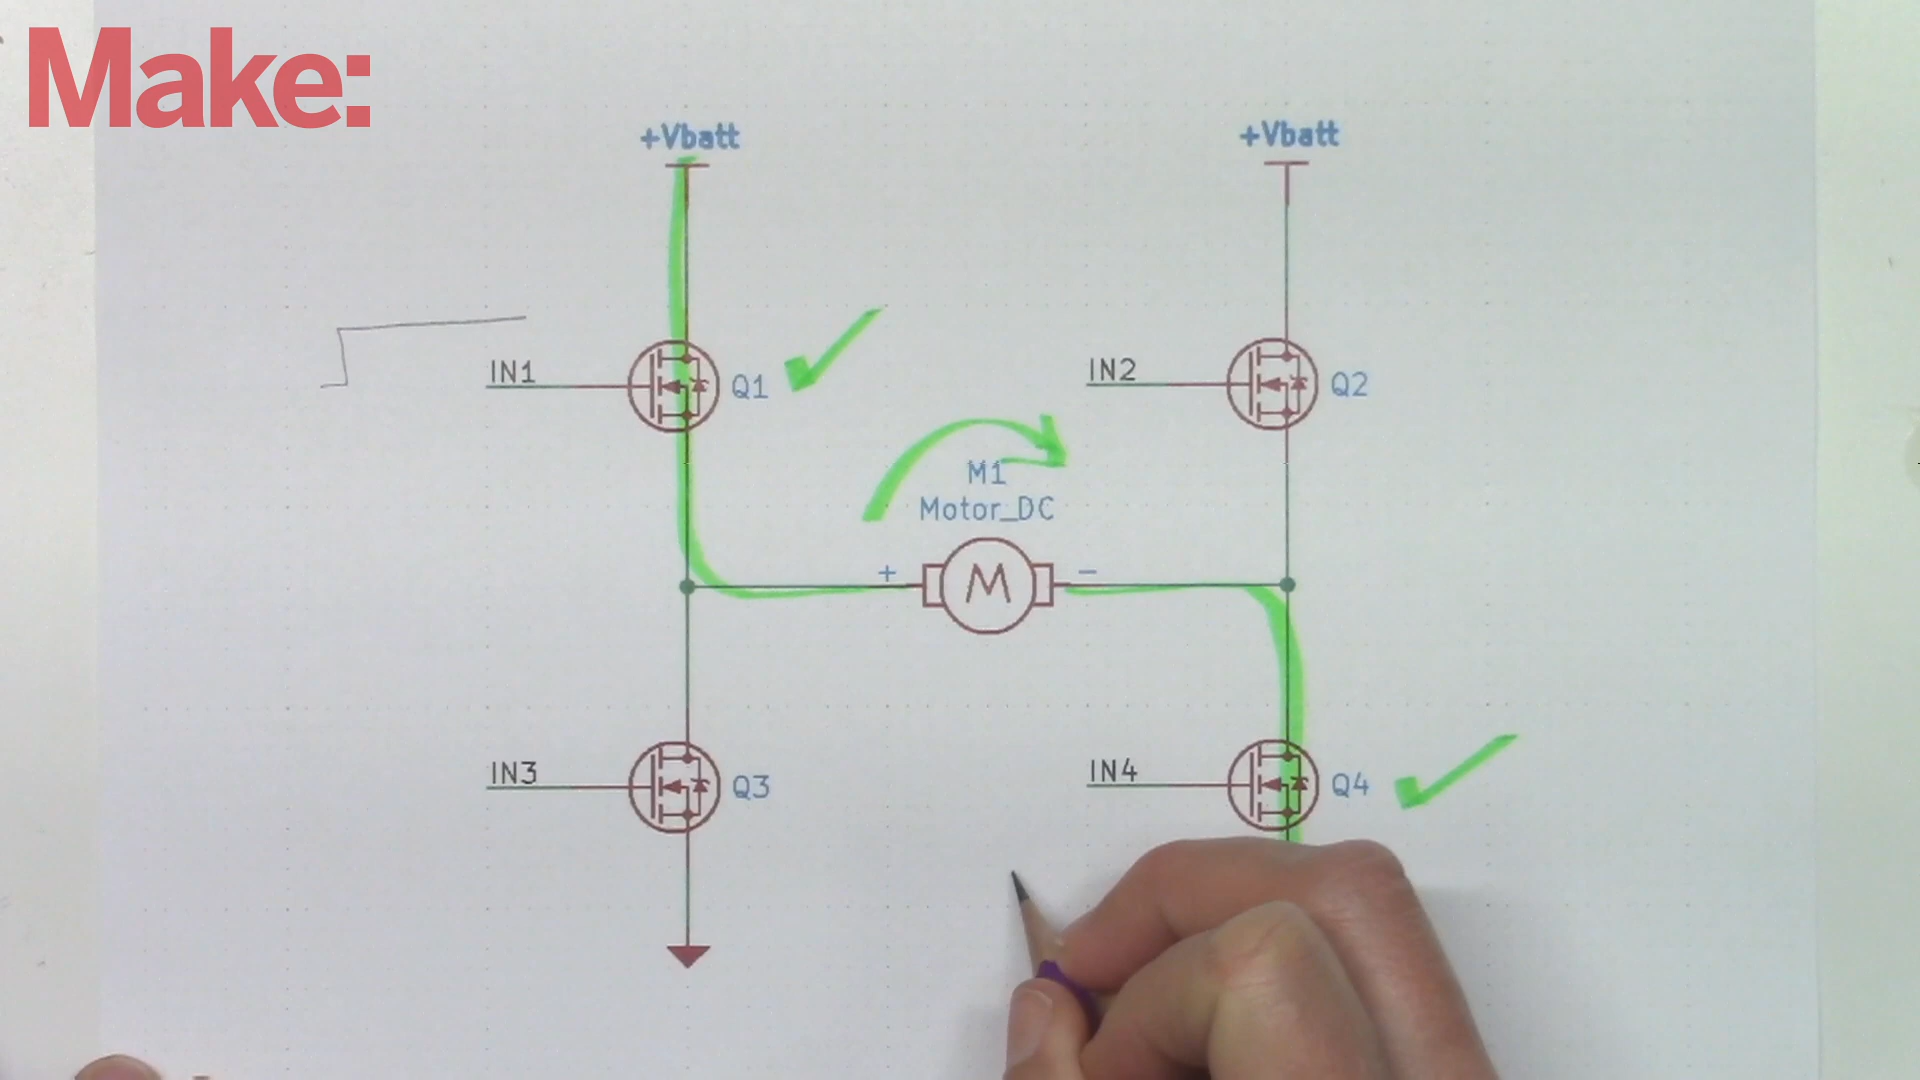 Make:
+Vbatt
+Vbatt
IN1
Q1
IN2
Q2
M1
Motor_DC
+
M
-
IN3
Q3
IN4
Q4